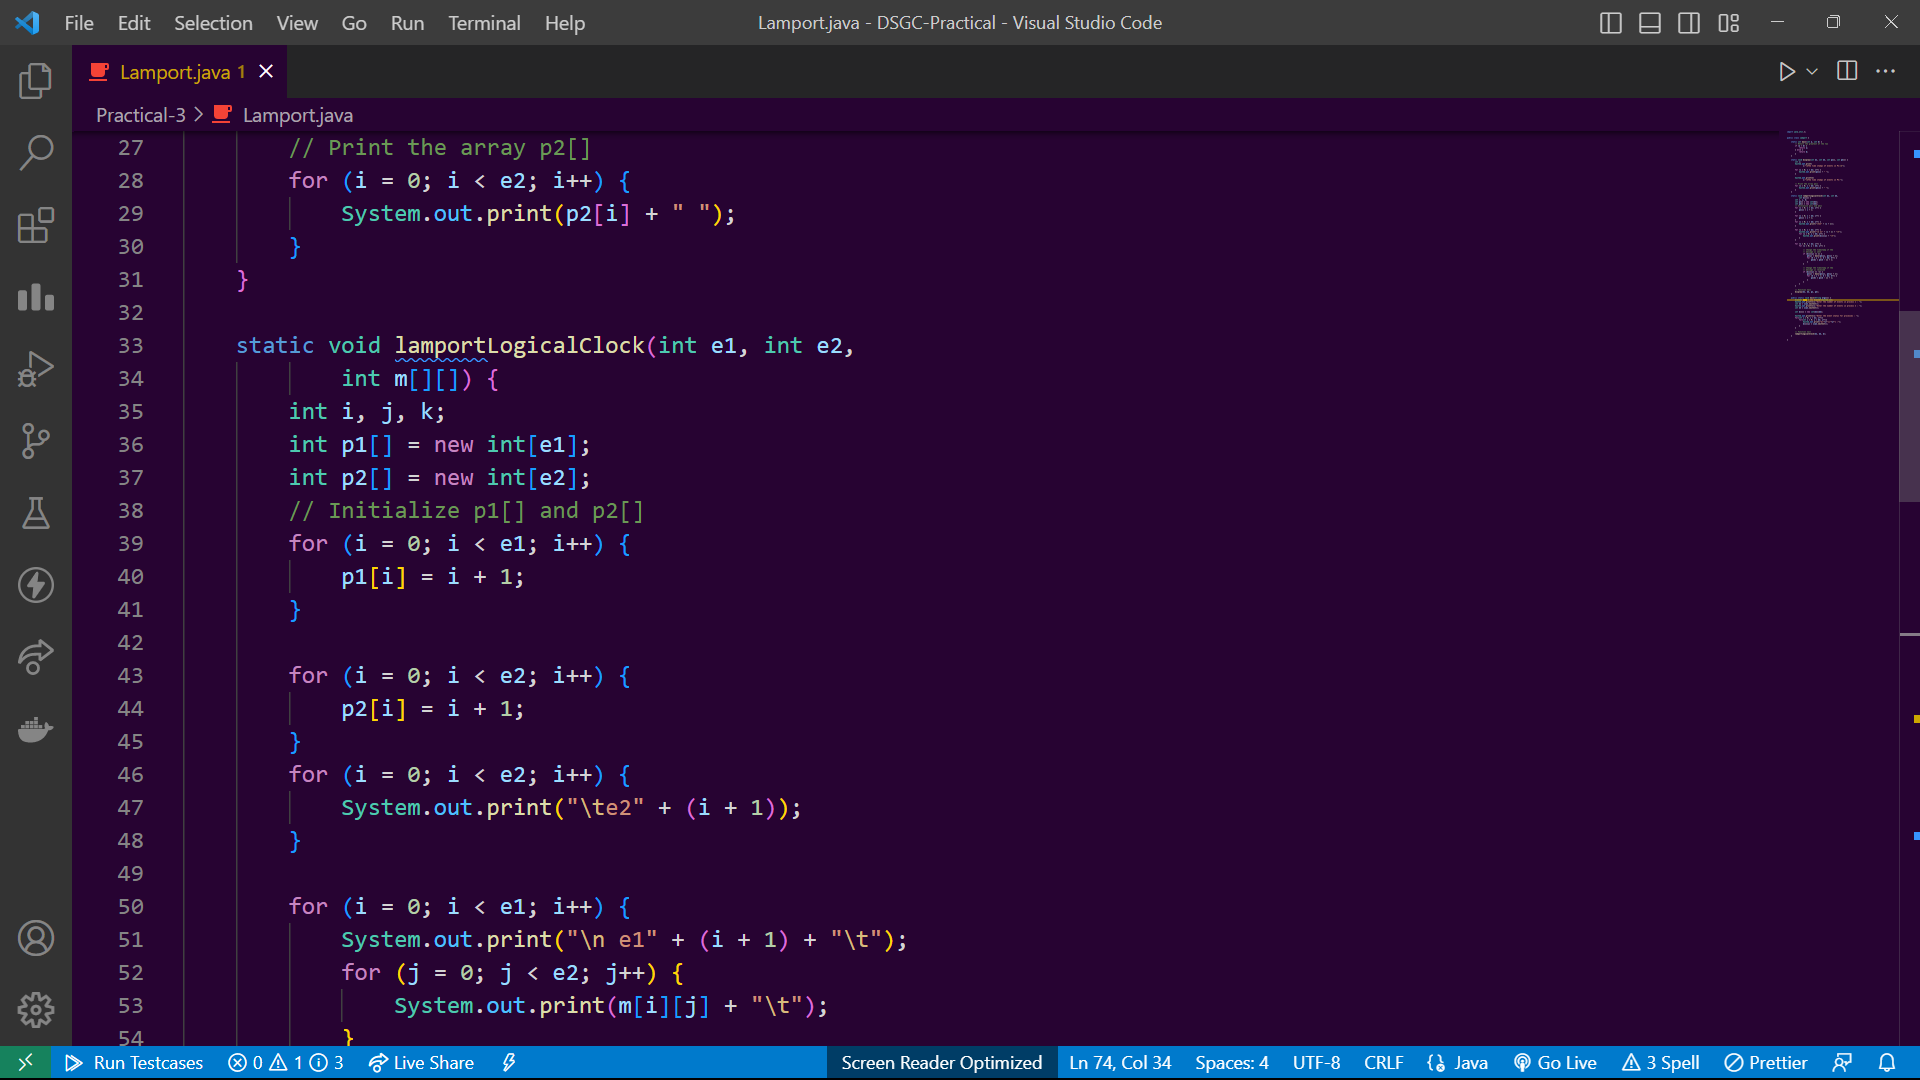 File Edit Selection View Go Run Terminal Help Lamport.java - DSGC-Practical - Visual Studio Code
Lamport.java 1
Practical-3 > Lamport.java
27 // Print the array p2[]
28 for (i = 0; i < e2; i++) {
29 System.out.print(p2[i] + " ");
30 }
31 }
32
33 static void lamportLogicalClock(int e1, int e2,
34 int m[][]) {
35 int i, j, k;
36 int p1[] = new int[e1];
37 int p2[] = new int[e2];
38 // Initialize p1[] and p2[]
39 for (i = 0; i < e1; i++) {
40 p1[i] = i + 1;
41 }
42
43 for (i = 0; i < e2; i++) {
44 p2[i] = i + 1;
45 }
46 for (i = 0; i < e2; i++) {
47 System.out.print("\te2" + (i + 1));
48 }
49
50 for (i = 0; i < e1; i++) {
51 System.out.print("\n e1" + (i + 1) + "\t");
52 for (j = 0; j < e2; j++) {
53 System.out.print(m[i][j] + "\t");
54 }
Run Testcases 0 1 3 Live Share Screen Reader Optimized Ln 74, Col 34 Spaces: 4 UTF-8 CRLF Java Go Live 3 Spell Prettier